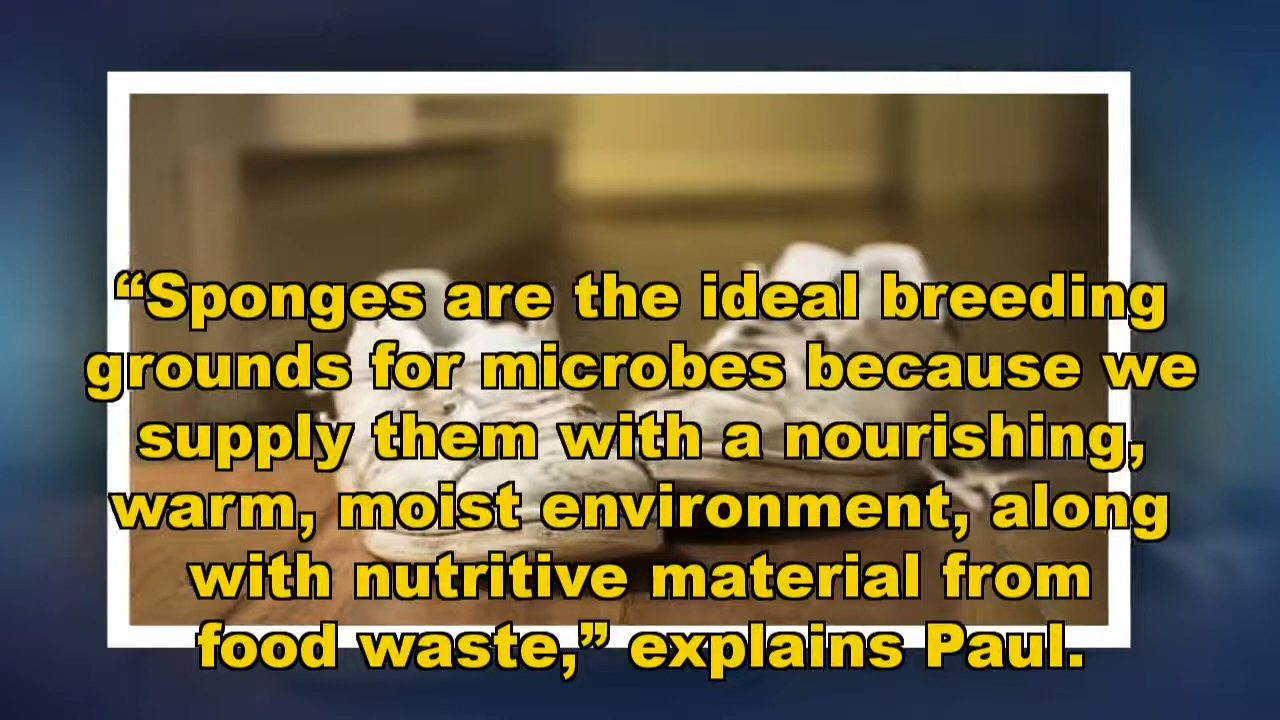 “Sponges are the ideal breeding
grounds for microbes because we
supply them with a nourishing,
warm, moist environment, along
with nutritive material from
food waste,” explains Paul.